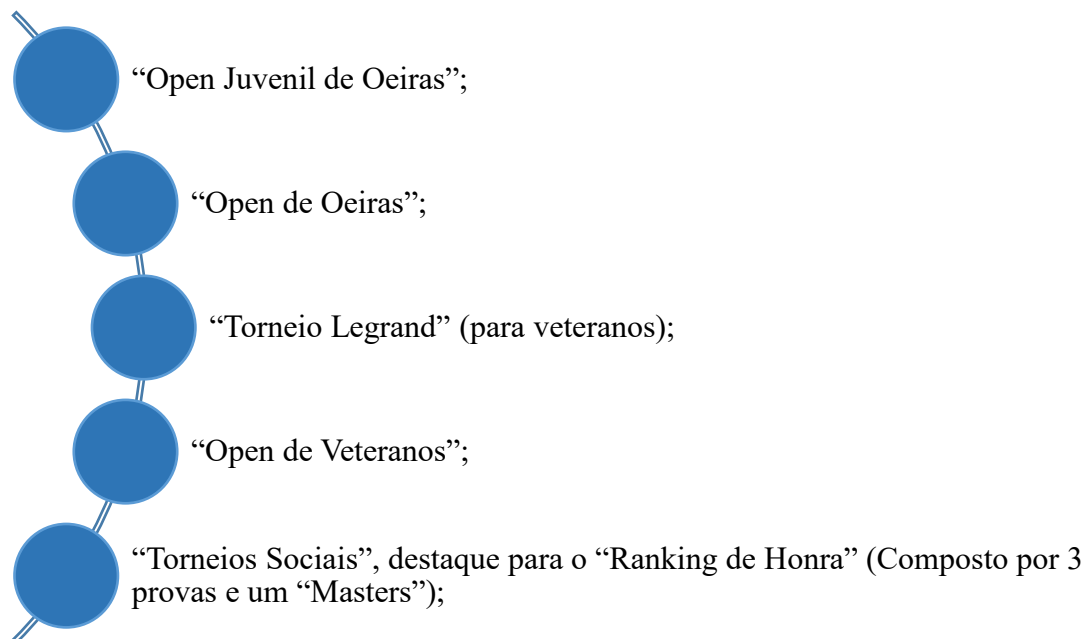 “Open Juvenil de Oeiras”;
“Open de Oeiras”;
“Torneio Legrand” (para veteranos);
“Open de Veteranos”;
“Torneios Sociais”, destaque para o “Ranking de Honra” (Composto por 3
provas e um “Masters”);